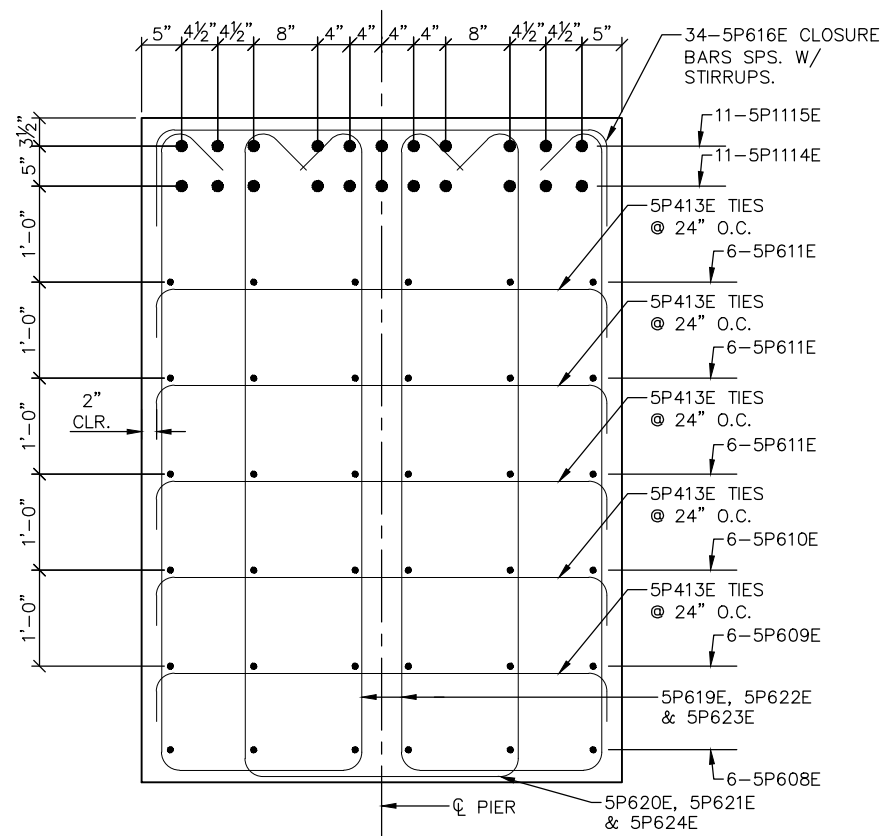 5” 4½” 4½” 8” 4” 4” 4” 4” 8” 4½” 4½” 5”
34–5P616E CLOSURE
BARS SPS. W/
STIRRUPS.
3½”
11–5P1115E
5”
11–5P1114E
1’–0”
5P413E TIES
@ 24” O.C.
6–5P611E
1’–0”
5P413E TIES
@ 24” O.C.
6–5P611E
2”
CLR.
1’–0”
5P413E TIES
@ 24” O.C.
6–5P611E
1’–0”
5P413E TIES
@ 24” O.C.
6–5P610E
1’–0”
5P413E TIES
@ 24” O.C.
6–5P609E
5P619E, 5P622E
& 5P623E
6–5P608E
℄ PIER
5P620E, 5P621E
& 5P624E